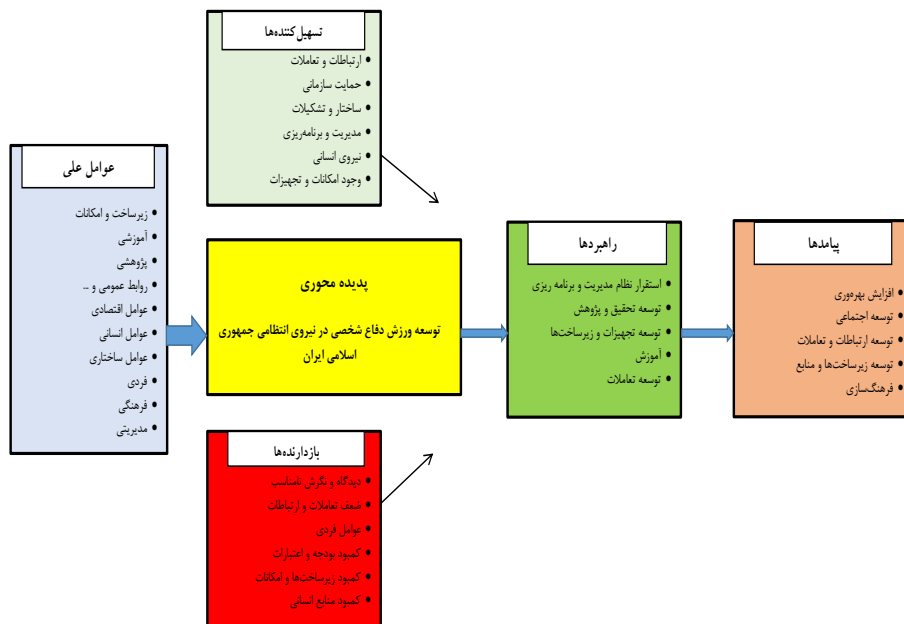 تسهیل‌کننده‌ها
• ارتباطات و تعاملات
• حمایت سازمانی
• ساختار و تشکیلات
• مدیریت و برنامه‌ریزی
• نیروی انسانی
• وجود امکانات و تجهیزات
عوامل علی
• زیرساخت و امکانات
• آموزشی
• پژوهشی
• روابط عمومی و ...
• عوامل اقتصادی
• عوامل انسانی
• عوامل ساختاری
• فردی
• فرهنگی
• مدیریتی
پدیده محوری
توسعه ورزش دفاع شخصی در نیروی انتظامی جمهوری
اسلامی ایران
راهبردها
• استقرار نظام مدیریت و برنامه ریزی
• توسعه تحقیق و پژوهش
• توسعه تجهیزات و زیرساخت‌ها
• آموزش
• توسعه تعاملات
پیامدها
• افزایش بهره‌وری
• توسعه اجتماعی
• توسعه ارتباطات و تعاملات
• توسعه زیرساخت‌ها و منابع
• فرهنگ‌سازی
بازدارنده‌ها
• دیدگاه و نگرش نامناسب
• ضعف تعاملات و ارتباطات
• عوامل فردی
• کمبود بودجه و اعتبارات
• کمبود زیرساخت‌ها و امکانات
• کمبود منابع انسانی